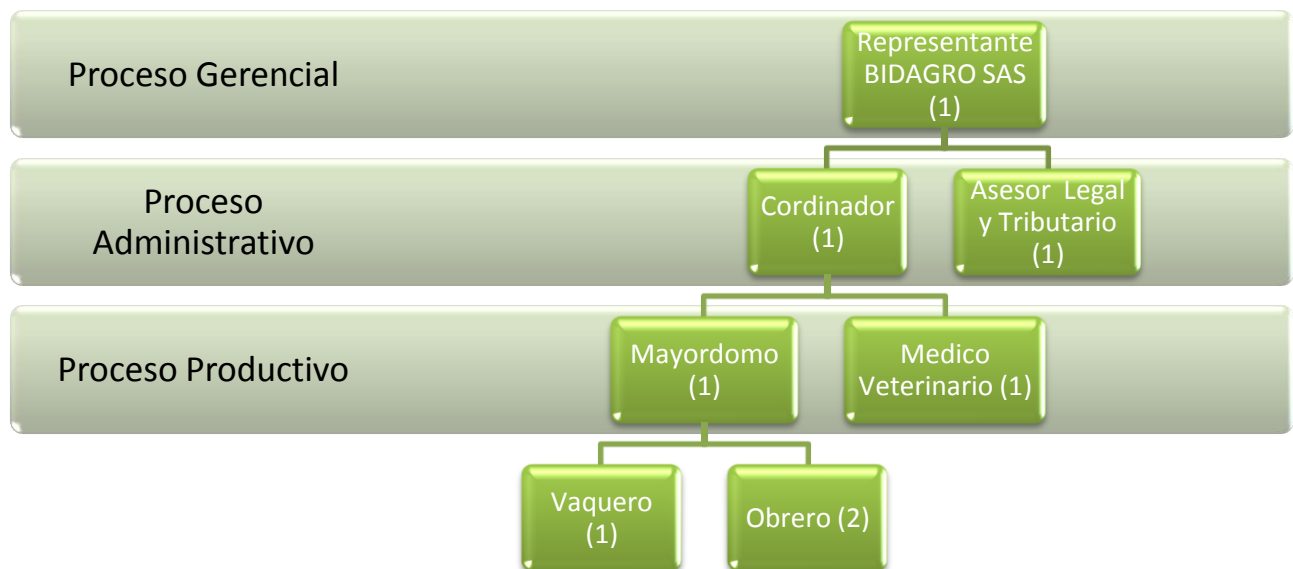 Proceso Gerencial
Representante
BIDAGRO SAS
(1)
Proceso
Administrativo
Cordinador
(1)
Asesor Legal
y Tributario
(1)
Proceso Productivo
Mayordomo
(1)
Medico
Veterinario (1)
Vaquero
(1)
Obrero (2)